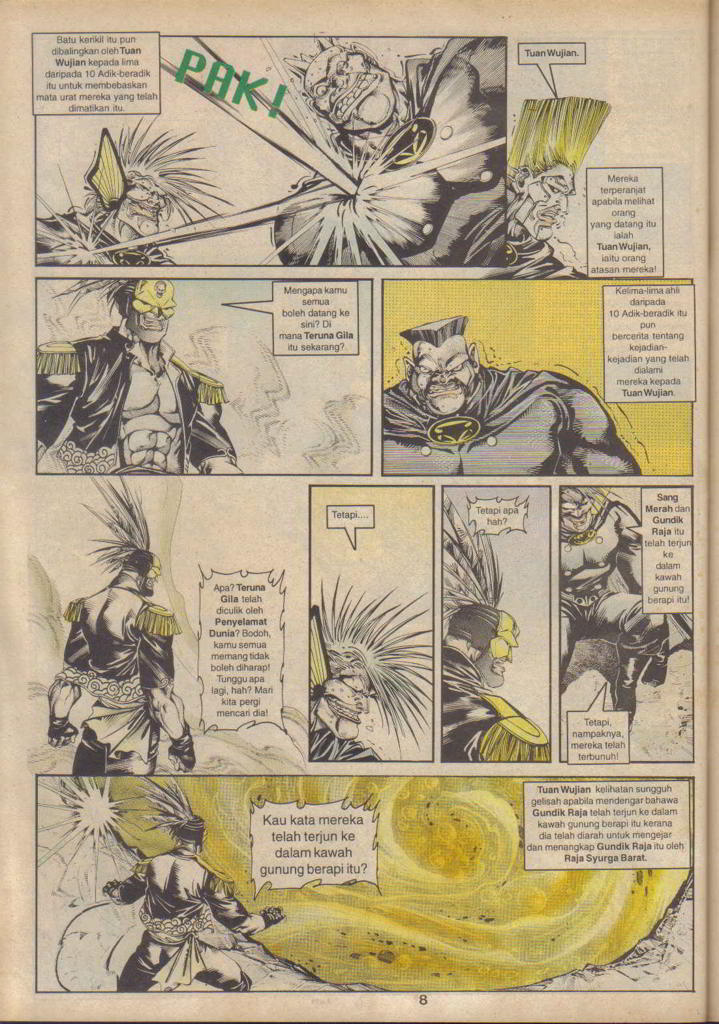 Batu kerikil itu pun
dibalingkan oleh Tuan
Wujian kepada lima
daripada 10 Adik-beradik
itu untuk membebaskan
mata urat mereka yang telah
dimatikan itu.
PAK!
Tuan Wujian.
Mereka
terperanjat
apabila melihat
orang
yang datang itu
ialah
Tuan Wujian,
iaitu orang
atasan mereka!
Mengapa kamu
semua
boleh datang ke
sini? Di
mana Teruna Gila
itu sekarang?
Kelima-lima ahli
daripada
10 Adik-beradik itu
pun
bercerita tentang
kejadian-
kejadian yang telah
dialami
mereka kepada
Tuan Wujian.
Apa? Teruna
Gila telah
diculik oleh
Penyelamat
Dunia? Bodoh,
kamu semua
memang tidak
boleh diharap!
Tunggu apa
lagi, hah? Mari
kita pergi
mencari dia!
Tetapi....
Tetapi apa
hah?
Sang
Merah dan
Gundik
Raja itu
telah terjun
ke
dalam
kawah
gunung
berapi itu!
Tetapi,
nampaknya,
mereka telah
terbunuh!
Kau kata mereka
telah terjun ke
dalam kawah
gunung berapi itu?
Tuan Wujian kelihatan sungguh
gelisah apabila mendengar bahawa
Gundik Raja telah terjun ke dalam
kawah gunung berapi itu kerana
dia telah diarah untuk mengejar
dan menangkap Gundik Raja itu oleh
Raja Syurga Barat.
8